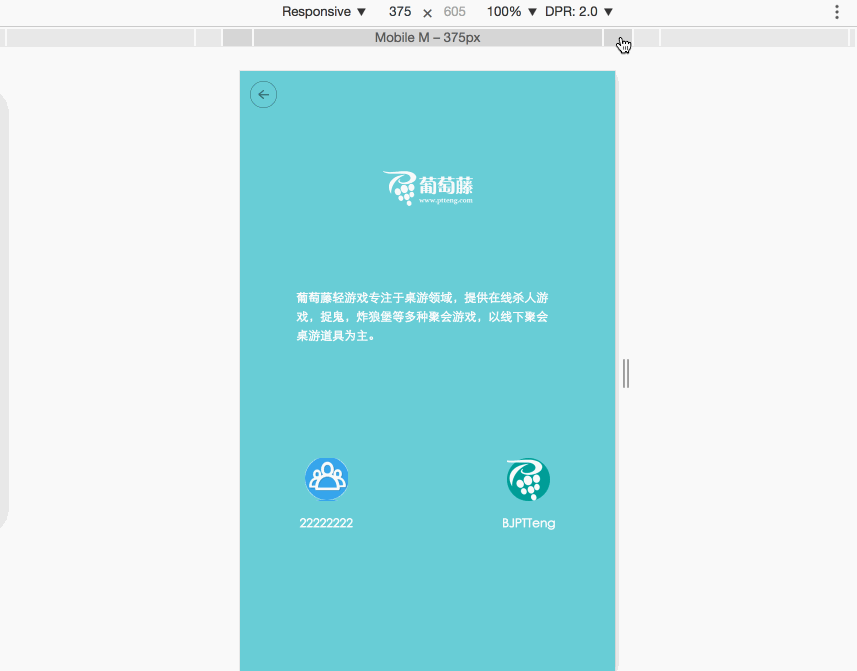 Responsive ▼ 375 × 605 100% ▼ DPR: 2.0 ▼
Mobile M – 375px
葡萄藤
www.ptteng.com
葡萄藤轻游戏专注于桌游领域，提供在线杀人游
戏，捉鬼，炸狼堡等多种聚会游戏，以线下聚会
桌游道具为主。
22222222 BJPTTeng